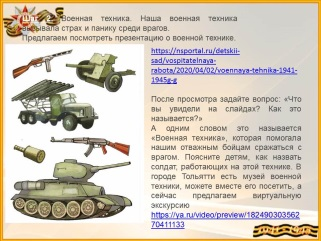 Шаг 2. Военная техника. Наша военная техника
вызывала страх и панику среди врагов.
Предлагаем посмотреть презентацию о военной технике.
https://nsportal.ru/detskii-
sad/vospitatelnaya-
rabota/2020/04/02/voennaya-tehnika-1941-
1945g-g
После просмотра задайте вопрос: «Что
вы увидели на слайдах? Как это
называется?»
А одним словом это называется
«Военная техника», которая помогала
нашим отважным бойцам сражаться с
врагом. Поясните детям, как назвать
солдат, работающих на этой технике. В
городе Тольятти есть музей военной
техники, можете вместе его посетить, а
сейчас предлагаем виртуальную
экскурсию
https://ya.ru/video/preview/182490303562
70411133